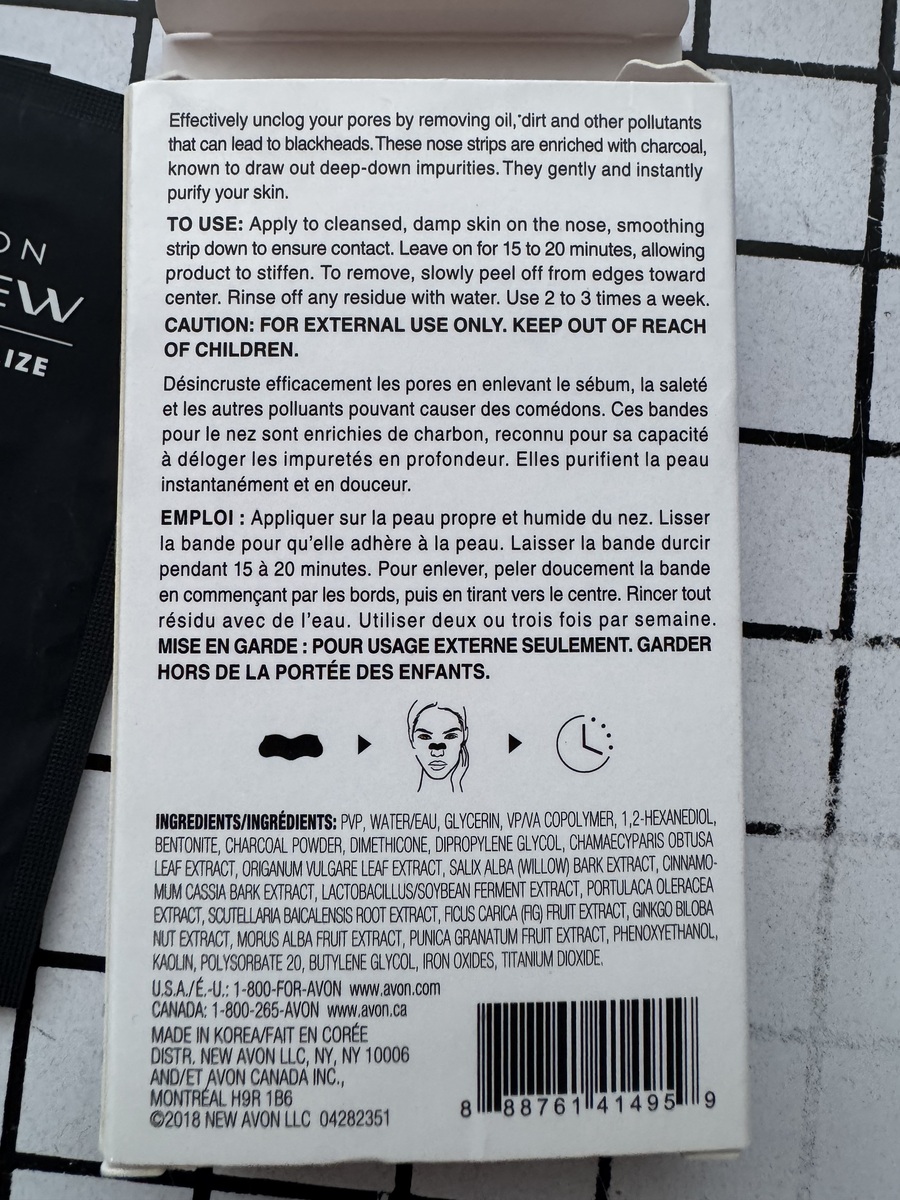 Effectively unclog your pores by removing oil, dirt and other pollutants
that can lead to blackheads. These nose strips are enriched with charcoal,
known to draw out deep-down impurities. They gently and instantly
purify your skin.
TO USE: Apply to cleansed, damp skin on the nose, smoothing
strip down to ensure contact. Leave on for 15 to 20 minutes, allowing
product to stiffen. To remove, slowly peel off from edges toward
center. Rinse off any residue with water. Use 2 to 3 times a week.
CAUTION: FOR EXTERNAL USE ONLY. KEEP OUT OF REACH
OF CHILDREN.
Désincruste efficacement les pores en enlevant le sébum, la saleté
et les autres polluants pouvant causer des comédons. Ces bandes
pour le nez sont enrichies de charbon, reconnu pour sa capacité
à déloger les impuretés en profondeur. Elles purifient la peau
instantanément et en douceur.
EMPLOI : Appliquer sur la peau propre et humide du nez. Lisser
la bande pour qu'elle adhère à la peau. Laisser la bande durcir
pendant 15 à 20 minutes. Pour enlever, peler doucement la bande
en commençant par les bords, puis en tirant vers le centre. Rincer tout
résidu avec de l'eau. Utiliser deux ou trois fois par semaine.
MISE EN GARDE : POUR USAGE EXTERNE SEULEMENT. GARDER
HORS DE LA PORTÉE DES ENFANTS.
INGREDIENTS/INGRÉDIENTS: PVP, WATER/EAU, GLYCERIN, VP/VA COPOLYMER, 1,2-HEXANEDIOL,
BENTONITE, CHARCOAL POWDER, DIMETHICONE, DIPROPYLENE GLYCOL, CHAMAECYPARIS OBTUSA
LEAF EXTRACT, ORIGANUM VULGARE LEAF EXTRACT, SALIX ALBA (WILLOW) BARK EXTRACT, CINNAMO-
MUM CASSIA BARK EXTRACT, LACTOBACILLUS/SOYBEAN FERMENT EXTRACT, PORTULACA OLERACEA
EXTRACT, SCUTELLARIA BAICALENSIS ROOT EXTRACT, FICUS CARICA (FIG) FRUIT EXTRACT, GINKGO BILOBA
NUT EXTRACT, MORUS ALBA FRUIT EXTRACT, PUNICA GRANATUM FRUIT EXTRACT, PHENOXYETHANOL,
KAOLIN, POLYSORBATE 20, BUTYLENE GLYCOL, IRON OXIDES, TITANIUM DIOXIDE.
U.S.A./É.-U.: 1-800-FOR-AVON www.avon.com
CANADA: 1-800-265-AVON www.avon.ca
MADE IN KOREA/FAIT EN CORÉE
DISTR. NEW AVON LLC, NY, NY 10006
AND/ET AVON CANADA INC.,
MONTRÉAL H9R 1B6
©2018 NEW AVON LLC 04282351
8 88761 41495 9
ON
EW
IZE